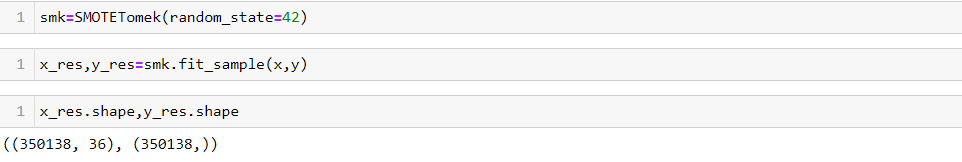 1 smk=SMOTETomek(random_state=42)
1 x_res,y_res=smk.fit_sample(x,y)
1 x_res.shape,y_res.shape
((350138, 36), (350138,))